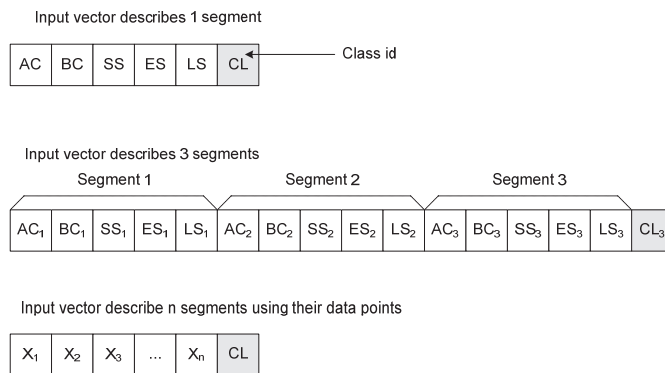 Input vector describes 1 segment
AC BC SS ES LS CL
Class id
Input vector describes 3 segments
Segment 1 Segment 2 Segment 3
AC₁ BC₁ SS₁ ES₁ LS₁ AC₂ BC₂ SS₂ ES₂ LS₂ AC₃ BC₃ SS₃ ES₃ LS₃ CL₃
Input vector describe n segments using their data points
X₁ X₂ X₃ ... Xₙ CL